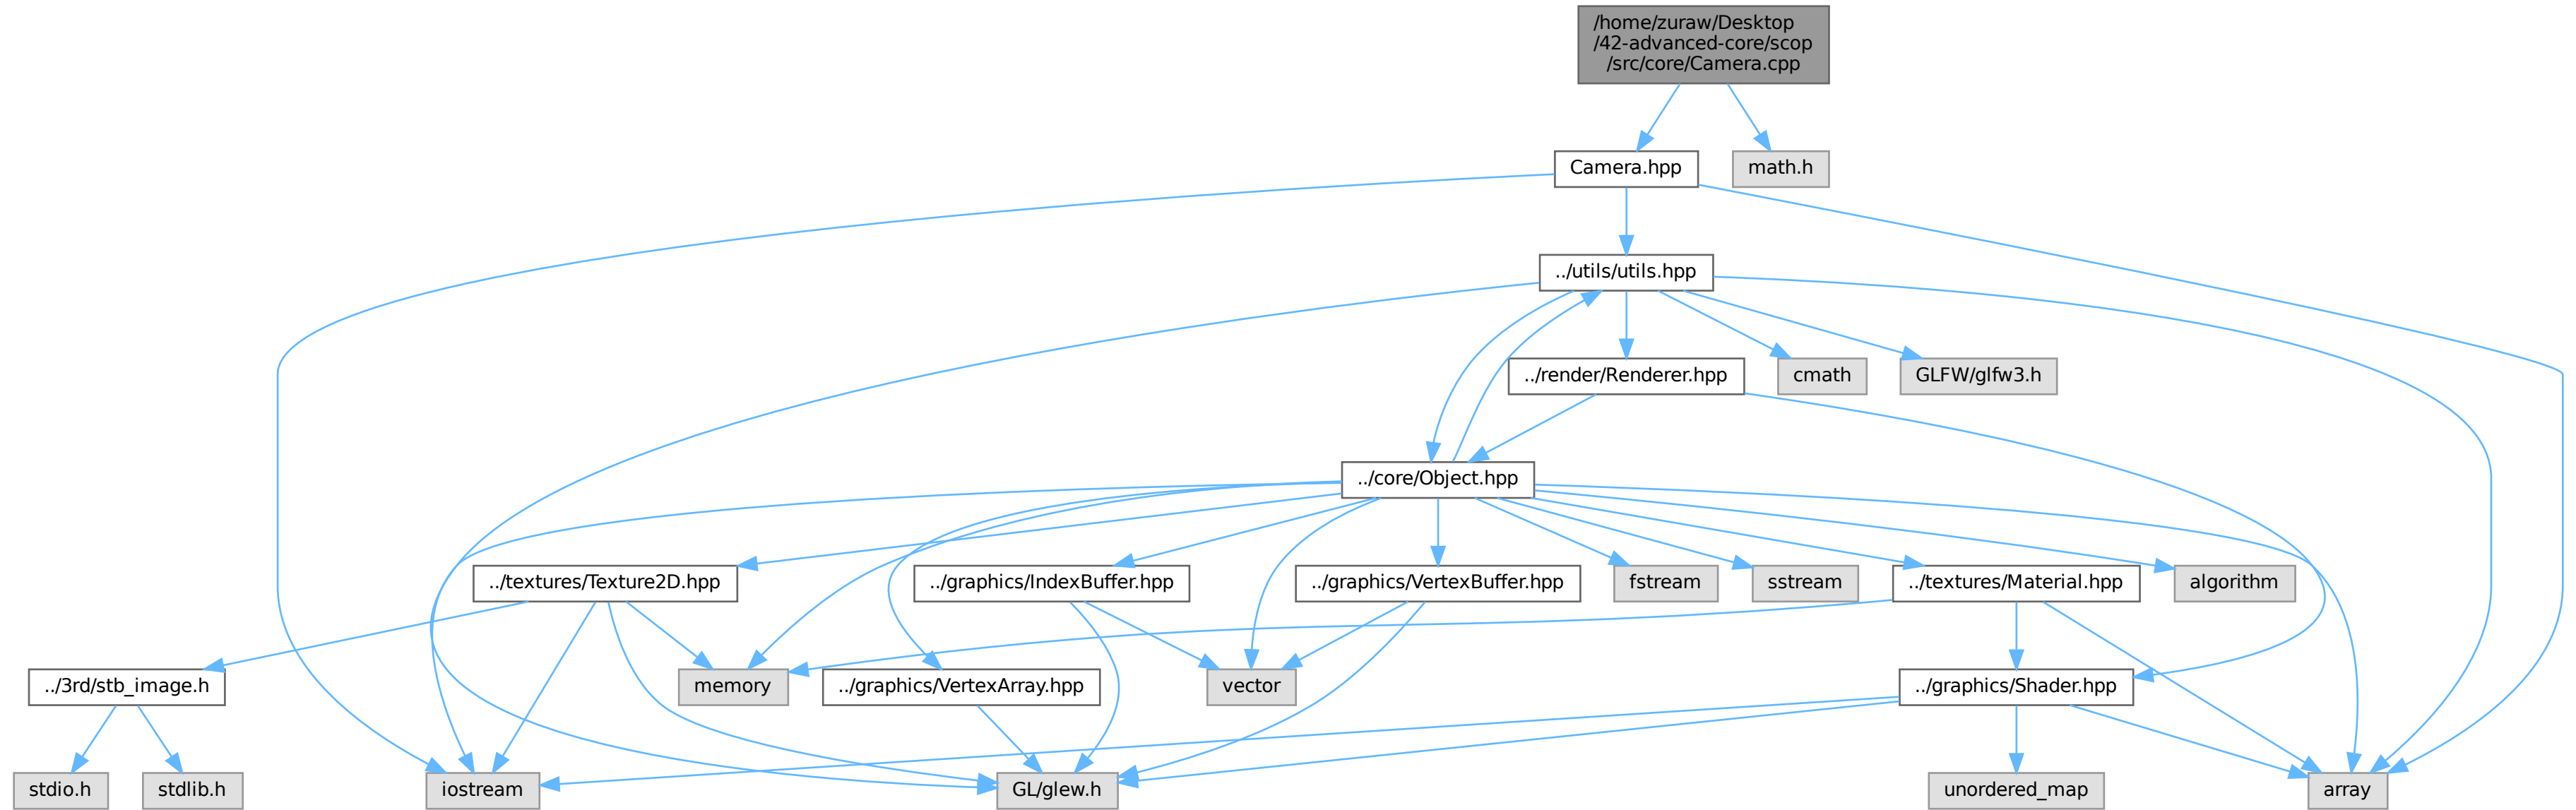 /home/zuraw/Desktop
/42-advanced-core/scop
/src/core/Camera.cpp
Camera.hpp
math.h
../utils/utils.hpp
../render/Renderer.hpp
cmath
GLFW/glfw3.h
../core/Object.hpp
../textures/Texture2D.hpp
../graphics/IndexBuffer.hpp
../graphics/VertexBuffer.hpp
fstream
sstream
../textures/Material.hpp
algorithm
../3rd/stb_image.h
memory
../graphics/VertexArray.hpp
vector
../graphics/Shader.hpp
stdio.h
stdlib.h
iostream
GL/glew.h
unordered_map
array